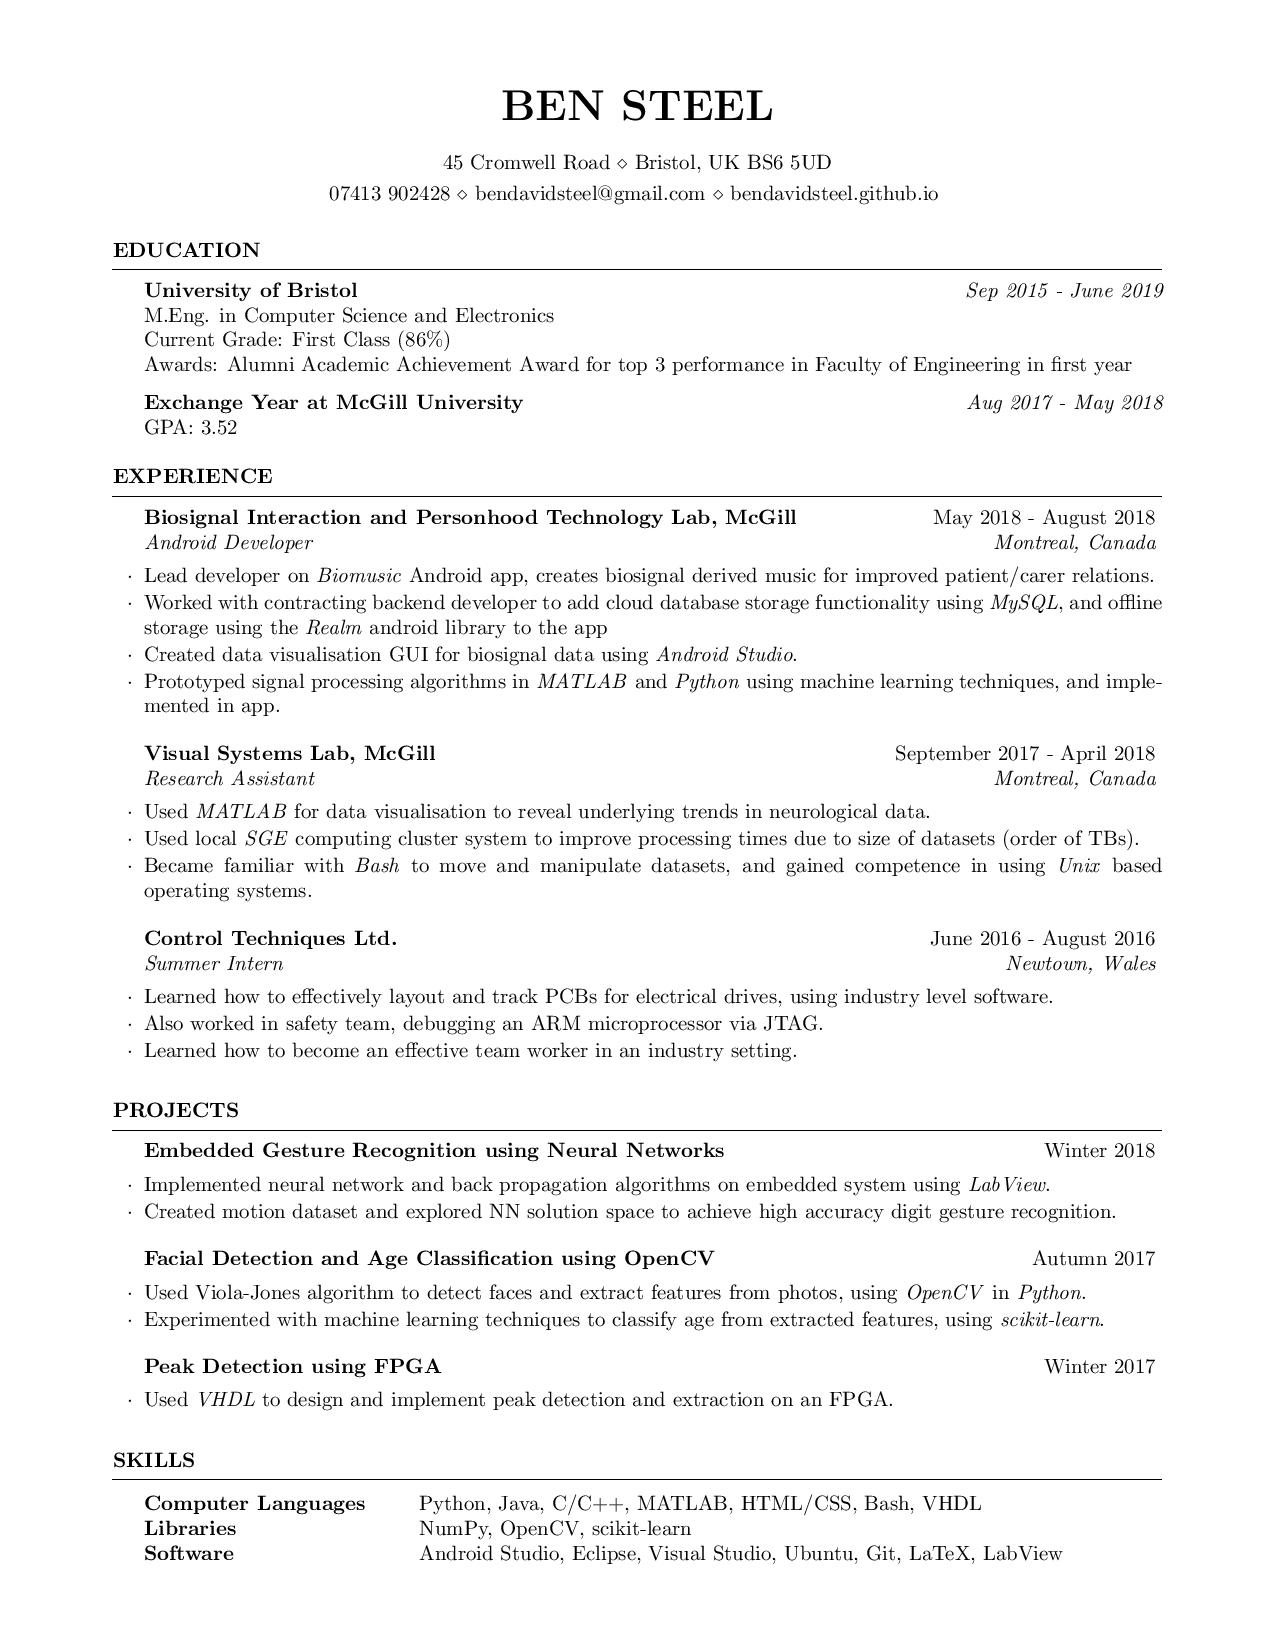 BEN STEEL
45 Cromwell Road ⋄ Bristol, UK BS6 5UD
07413 902428 ⋄ bendavidsteel@gmail.com ⋄ bendavidsteel.github.io
EDUCATION
University of Bristol Sep 2015 - June 2019
M.Eng. in Computer Science and Electronics
Current Grade: First Class (86%)
Awards: Alumni Academic Achievement Award for top 3 performance in Faculty of Engineering in first year
Exchange Year at McGill University Aug 2017 - May 2018
GPA: 3.52
EXPERIENCE
Biosignal Interaction and Personhood Technology Lab, McGill May 2018 - August 2018
Android Developer Montreal, Canada
· Lead developer on Biomusic Android app, creates biosignal derived music for improved patient/carer relations.
· Worked with contracting backend developer to add cloud database storage functionality using MySQL, and offline
storage using the Realm android library to the app
· Created data visualisation GUI for biosignal data using Android Studio.
· Prototyped signal processing algorithms in MATLAB and Python using machine learning techniques, and imple-
mented in app.
Visual Systems Lab, McGill September 2017 - April 2018
Research Assistant Montreal, Canada
· Used MATLAB for data visualisation to reveal underlying trends in neurological data.
· Used local SGE computing cluster system to improve processing times due to size of datasets (order of TBs).
· Became familiar with Bash to move and manipulate datasets, and gained competence in using Unix based
operating systems.
Control Techniques Ltd. June 2016 - August 2016
Summer Intern Newtown, Wales
· Learned how to effectively layout and track PCBs for electrical drives, using industry level software.
· Also worked in safety team, debugging an ARM microprocessor via JTAG.
· Learned how to become an effective team worker in an industry setting.
PROJECTS
Embedded Gesture Recognition using Neural Networks Winter 2018
· Implemented neural network and back propagation algorithms on embedded system using LabView.
· Created motion dataset and explored NN solution space to achieve high accuracy digit gesture recognition.
Facial Detection and Age Classification using OpenCV Autumn 2017
· Used Viola-Jones algorithm to detect faces and extract features from photos, using OpenCV in Python.
· Experimented with machine learning techniques to classify age from extracted features, using scikit-learn.
Peak Detection using FPGA Winter 2017
· Used VHDL to design and implement peak detection and extraction on an FPGA.
SKILLS
Computer Languages Python, Java, C/C++, MATLAB, HTML/CSS, Bash, VHDL
Libraries NumPy, OpenCV, scikit-learn
Software Android Studio, Eclipse, Visual Studio, Ubuntu, Git, LaTeX, LabView